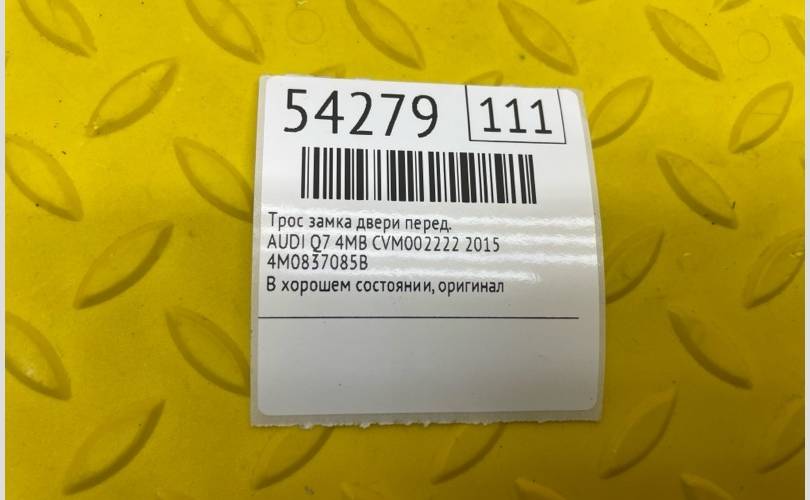 54279 111
Трос замка двери перед.
AUDI Q7 4MB CVM002222 2015
4M0837085B
В хорошем состоянии, оригинал